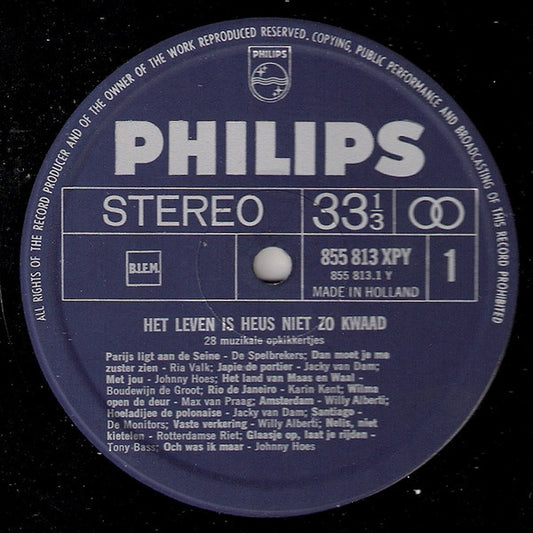 ALL RIGHTS OF THE RECORD PRODUCER AND OF THE OWNER OF THE WORK REPRODUCED RESERVED. COPYING, PUBLIC PERFORMANCE AND BROADCASTING OF THIS RECORD PROHIBITED
PHILIPS
PHILIPS
STEREO 33 1/3
B.I.E.M. 855 813 XPY 1
855 813.1 Y
MADE IN HOLLAND
HET LEVEN IS HEUS NIET ZO KWAAD
28 muzikale opkikkertjes
Parijs ligt aan de Seine - De Spelbrekers; Dan moet je me
zuster zien - Ria Valk; Japie de portier - Jacky van Dam;
Met jou - Johnny Hoes; Het land van Maas en Waal -
Boudewijn de Groot; Rio de Janeiro - Karin Kent; Wilma
open de deur - Max van Praag; Amsterdam - Willy Alberti;
Hoeladijee de polonaise - Jacky van Dam; Santiago -
De Monitors; Vaste verkering - Willy Alberti; Nelis, niet
kietelen - Rotterdamse Riet; Glaasje op, laat je rijden -
Tony Bass; Och was ik maar - Johnny Hoes